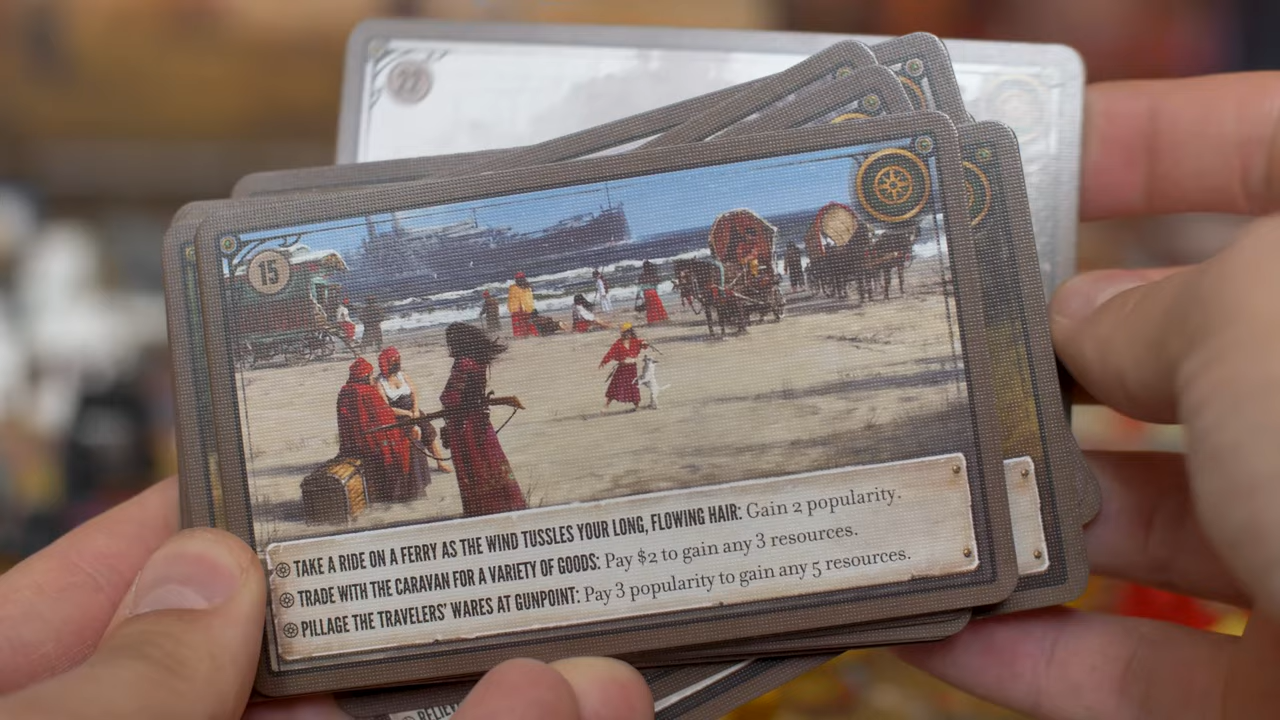 22
15
TAKE A RIDE ON A FERRY AS THE WIND TUSSLES YOUR LONG, FLOWING HAIR: Gain 2 popularity.
TRADE WITH THE CARAVAN FOR A VARIETY OF GOODS: Pay $2 to gain any 3 resources.
PILLAGE THE TRAVELERS' WARES AT GUNPOINT: Pay 3 popularity to gain any 5 resources.